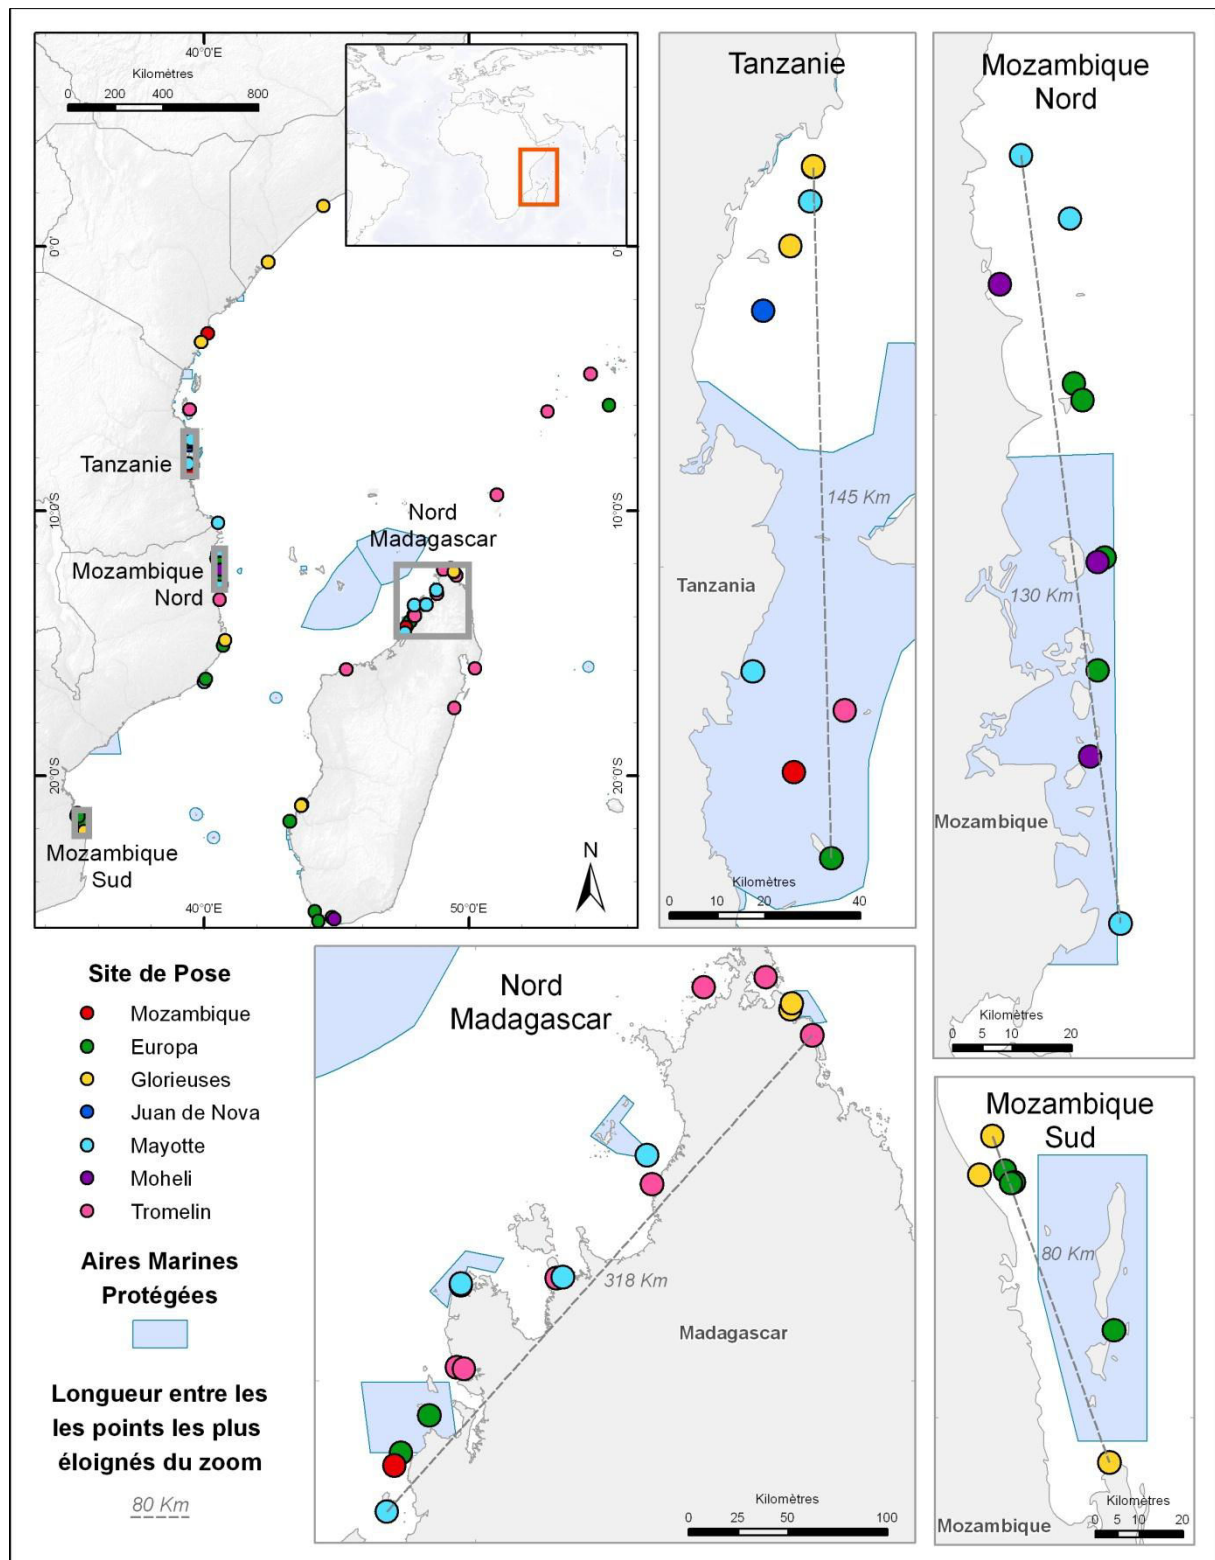 40°0'E
Kilomètres
0 200 400 800
0°0'
0°0'
10°0'S
10°0'S
20°0'S
20°0'S
Tanzanie
Nord
Madagascar
Mozambique
Nord
Mozambique
Sud
N
40°0'E
50°0'E
Tanzanie
145 Km
Tanzania
Kilomètres
0 10 20 40
Mozambique
Nord
130 Km
Mozambique
Kilomètres
0 5 10 20
Site de Pose
Mozambique
Europa
Glorieuses
Juan de Nova
Mayotte
Moheli
Tromelin
Aires Marines
Protégées
Longueur entre les
les points les plus
éloignés du zoom
80 Km
Nord
Madagascar
318 Km
Madagascar
Kilomètres
0 25 50 100
Mozambique
Sud
80 Km
Kilomètres
0 5 10 20
Mozambique